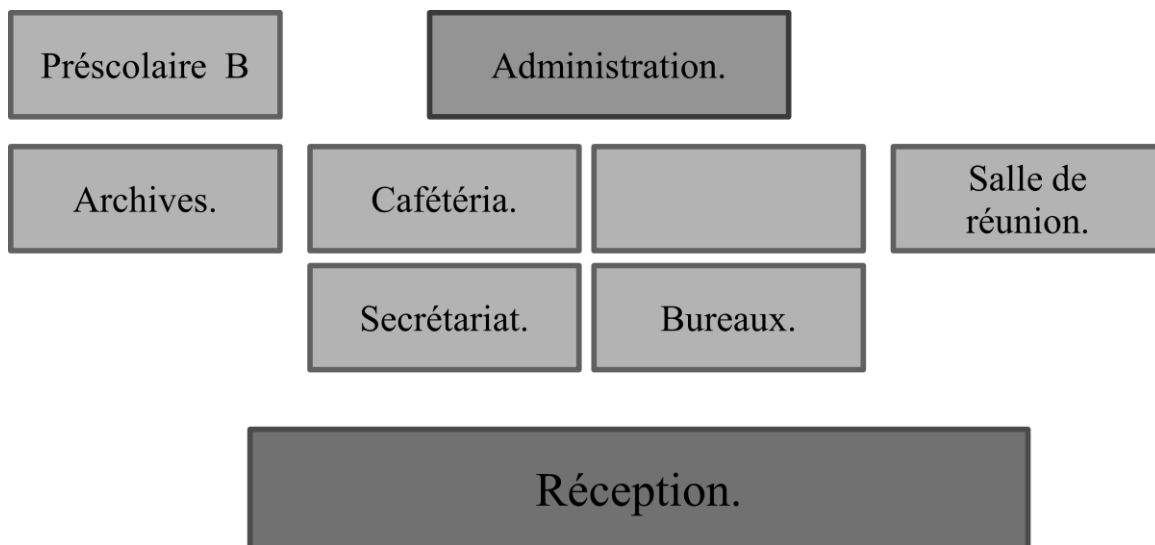 Préscolaire B
Administration.
Archives.
Cafétéria.
Salle de
réunion.
Secrétariat.
Bureaux.
Réception.